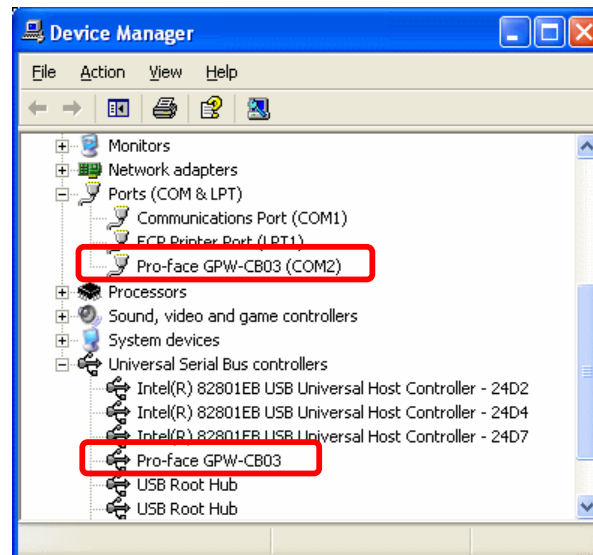 Device Manager
File Action View Help
Monitors
Network adapters
Ports (COM & LPT)
Communications Port (COM1)
ECP Printer Port (LPT1)
Pro-face GPW-CB03 (COM2)
Processors
Sound, video and game controllers
System devices
Universal Serial Bus controllers
Intel(R) 82801EB USB Universal Host Controller - 24D2
Intel(R) 82801EB USB Universal Host Controller - 24D4
Intel(R) 82801EB USB Universal Host Controller - 24D7
Pro-face GPW-CB03
USB Root Hub
USB Root Hub